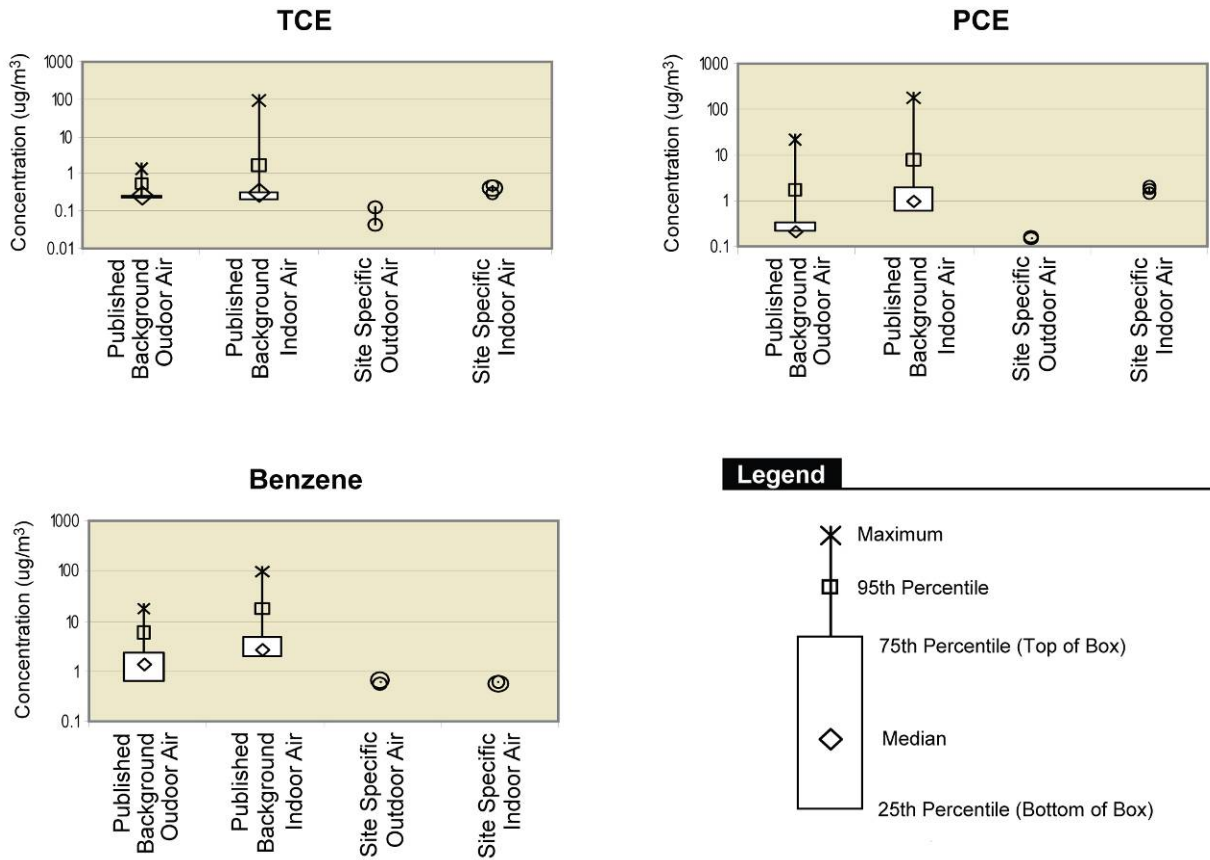 TCE
Concentration (ug/m³)
1000
100
10
1
0.1
0.01
Published
Background
Oudoor Air
Published
Background
Indoor Air
Site Specific
Outdoor Air
Site Specific
Indoor Air
PCE
Concentration (ug/m³)
1000
100
10
1
0.1
Published
Background
Oudoor Air
Published
Background
Indoor Air
Site Specific
Outdoor Air
Site Specific
Indoor Air
Benzene
Concentration (ug/m³)
1000
100
10
1
0.1
Published
Background
Oudoor Air
Published
Background
Indoor Air
Site Specific
Outdoor Air
Site Specific
Indoor Air
Legend
Maximum
95th Percentile
75th Percentile (Top of Box)
Median
25th Percentile (Bottom of Box)